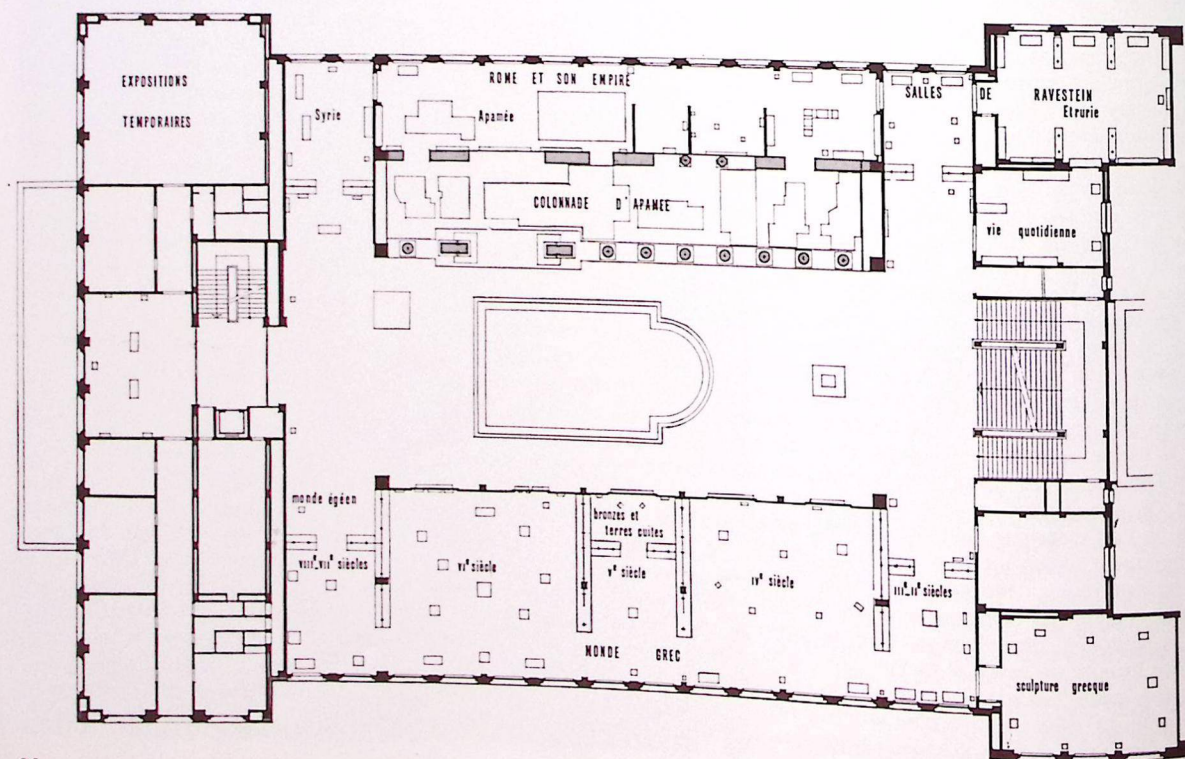 EXPOSITIONS
TEMPORAIRES
ROME ET SON EMPIRE
Syrie
Apamée
SALLES DE RAVESTEIN
Etrurie
COLONNADE D'APAMÉE
vie quotidienne
monde égéen
VIIIᵉ-VIIᵉ siècles
VIᵉ siècle
bronzes et
terres cuites
Vᵉ siècle
IVᵉ siècle
IIIᵉ-IIᵉ siècles
MONDE GREC
sculpture grecque